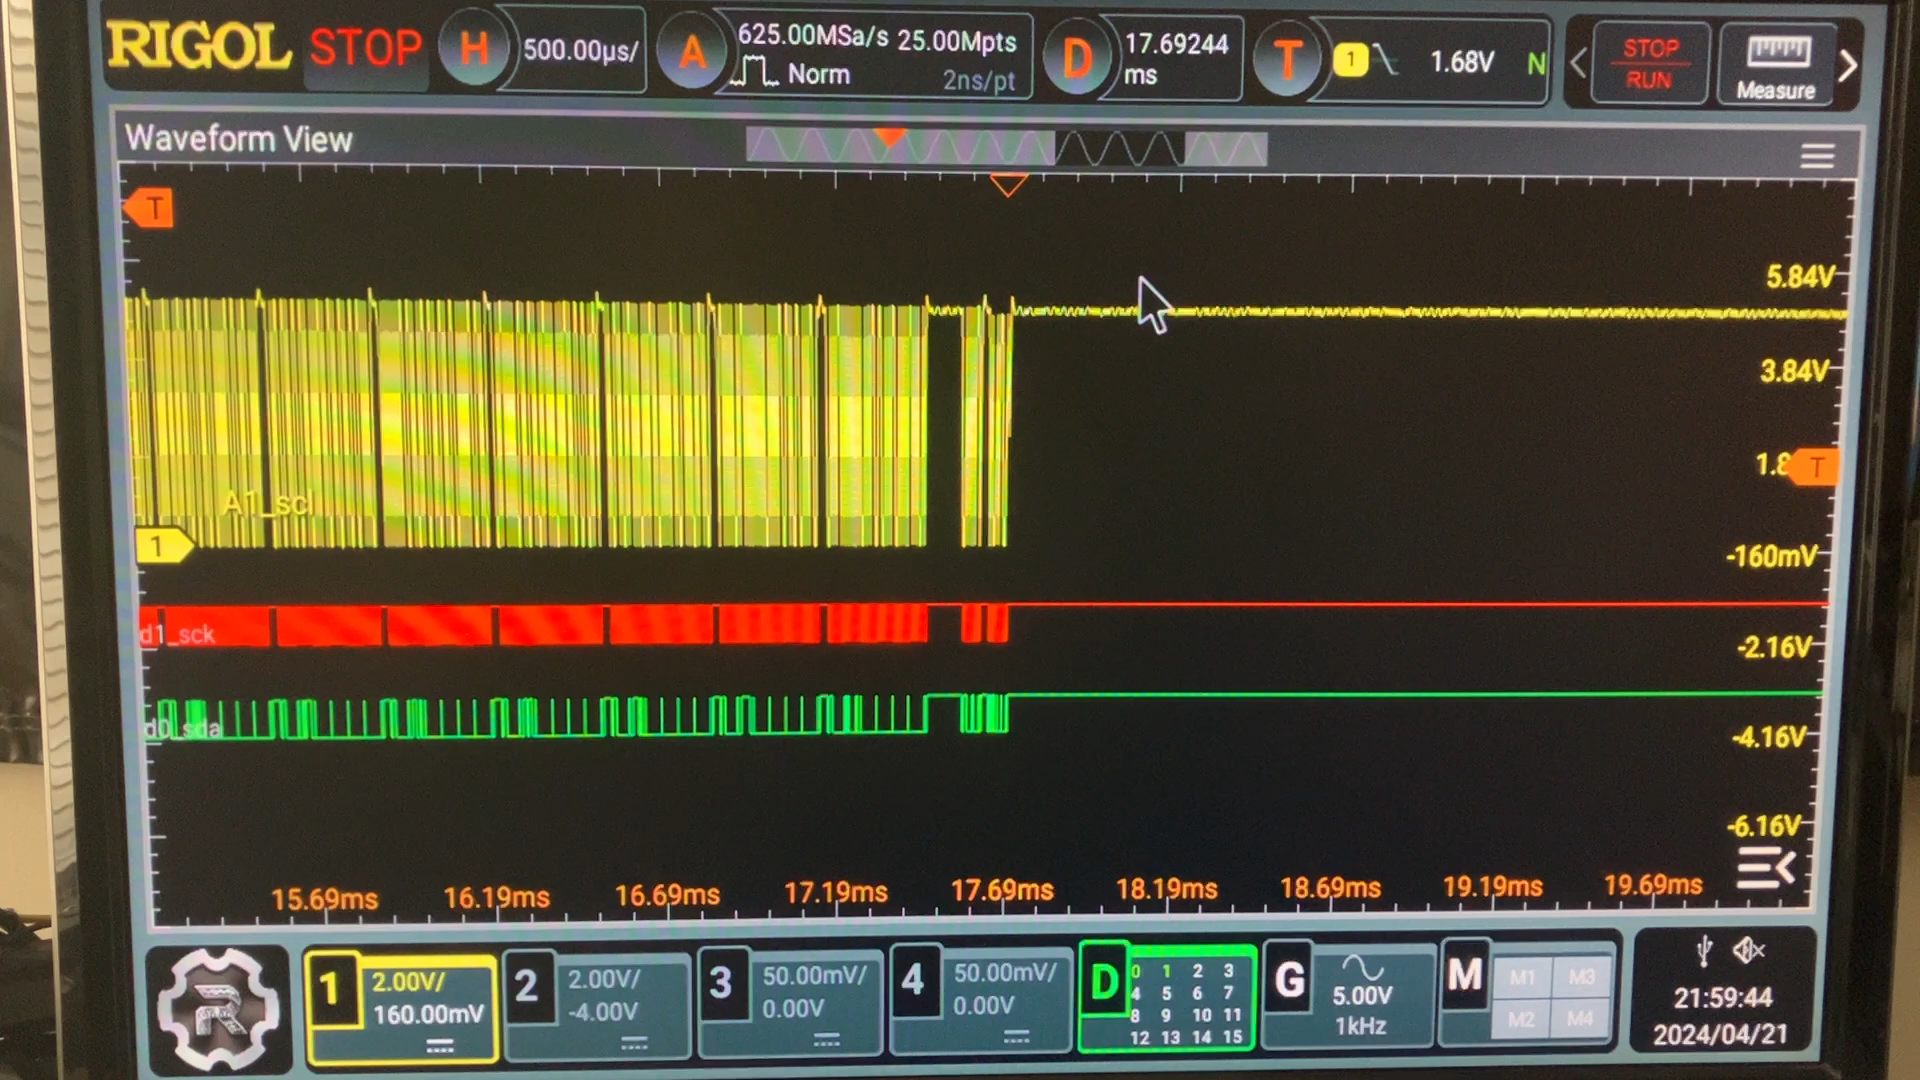 RIGOL STOP H 500.00µs/ A 625.00MSa/s 25.00Mpts D 17.69244 T 1 1.68V N STOP
Norm 2ns/pt ms RUN Measure
Waveform View
T
5.84V
3.84V
T
A1_scl
1
-160mV
d1_sck
-2.16V
d0_sda
-4.16V
-6.16V
15.69ms 16.19ms 16.69ms 17.19ms 17.69ms 18.19ms 18.69ms 19.19ms 19.69ms
1 2.00V/ 2 2.00V/ 3 50.00mV/ 4 50.00mV/ D 0 1 2 3 G M M1 M3
160.00mV -4.00V 0.00V 0.00V 4 5 6 7 5.00V M2 M4
8 9 10 11 1kHz
12 13 14 15
R
21:59:44
2024/04/21